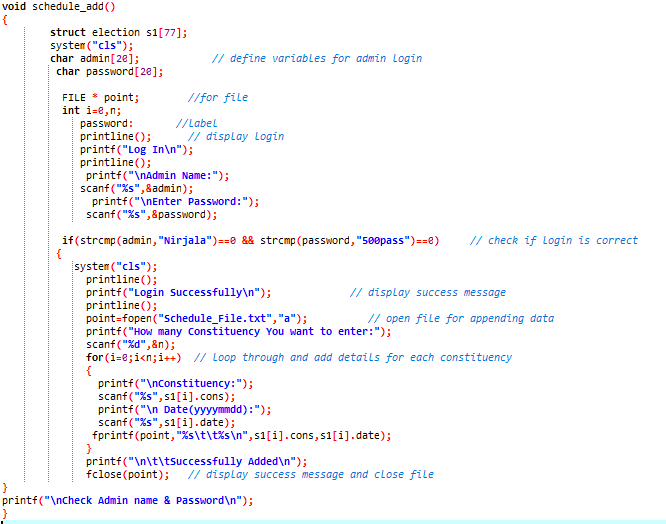 void schedule_add()
{
struct election s1[77];
system("cls");
char admin[20]; // define variables for admin login
char password[20];
FILE * point; //for file
int i=0,n;
password: //label
printline(); // display login
printf("Log In\n");
printline();
printf("\nAdmin Name:");
scanf("%s",&admin);
printf("\nEnter Password:");
scanf("%s",&password);
if(strcmp(admin,"Nirjala")==0 && strcmp(password,"500pass")==0) // check if login is correct
{
system("cls");
printline();
printf("Login Successfully\n"); // display success message
printline();
point=fopen("Schedule_File.txt","a"); // open file for appending data
printf("How many Constituency You want to enter:");
scanf("%d",&n);
for(i=0;i<n;i++) // loop through and add details for each constituency
{
printf("\nConstituency:");
scanf("%s",s1[i].cons);
printf("\n Date(yyyymmdd):");
scanf("%s",s1[i].date);
fprintf(point,"%s\t\t%s\n",s1[i].cons,s1[i].date);
}
printf("\n\t\tSuccessfully Added\n");
fclose(point); // display success message and close file
}
printf("\nCheck Admin name & Password\n");
}